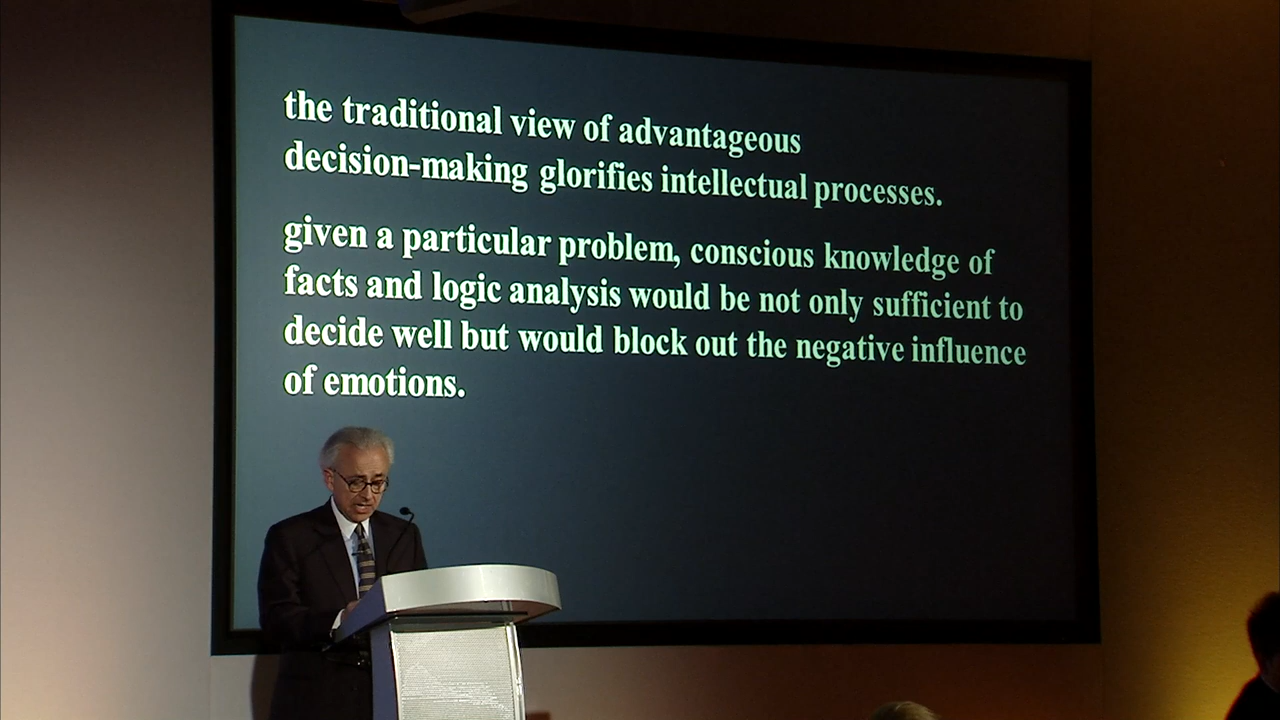 the traditional view of advantageous
decision-making glorifies intellectual processes.
given a particular problem, conscious knowledge of
facts and logic analysis would be not only sufficient to
decide well but would block out the negative influence
of emotions.